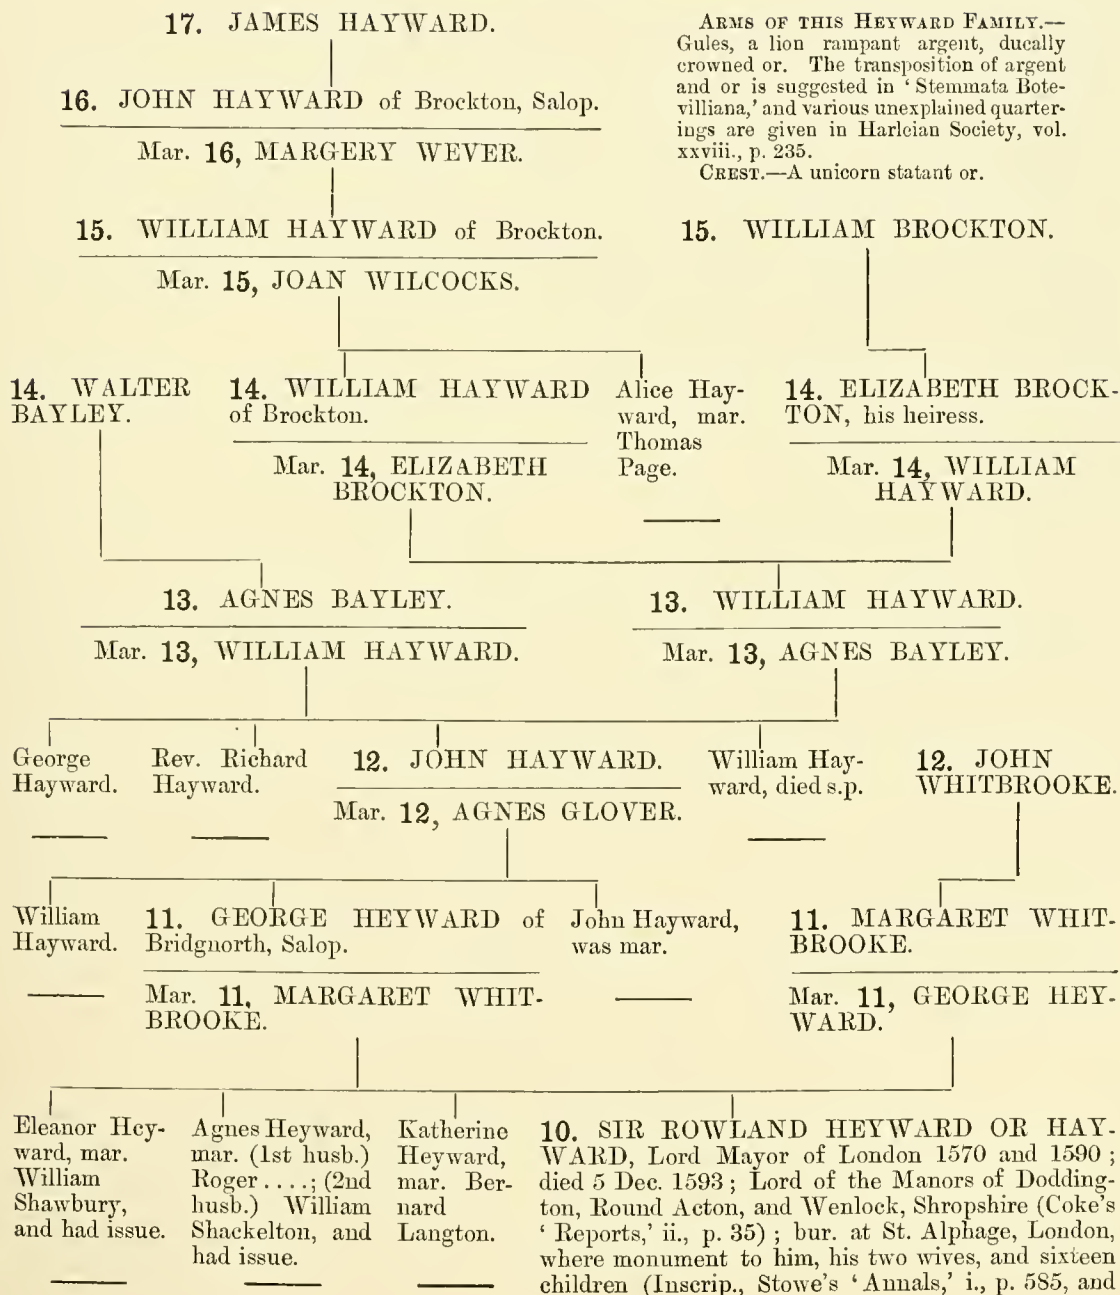 17. JAMES HAYWARD.
ARMS OF THIS HEYWARD FAMILY.—
Gules, a lion rampant argent, ducally
crowned or. The transposition of argent
and or is suggested in ‘ Stemmata Bote-
villiana,’ and various unexplained quarter-
ings are given in Harleian Society, vol.
xxviii., p. 235.
CREST.—A unicorn statant or.
16. JOHN HAYWARD of Brockton, Salop.
Mar. 16, MARGERY WEVER.
15. WILLIAM HAYWARD of Brockton.
Mar. 15, JOAN WILCOCKS.
15. WILLIAM BROCKTON.
14. WALTER
BAYLEY.
14. WILLIAM HAYWARD
of Brockton.
Mar. 14, ELIZABETH
BROCKTON.
Alice Hay-
ward, mar.
Thomas
Page.
14. ELIZABETH BROCK-
TON, his heiress.
Mar. 14, WILLIAM
HAYWARD.
13. AGNES BAYLEY.
Mar. 13, WILLIAM HAYWARD.
13. WILLIAM HAYWARD.
Mar. 13, AGNES BAYLEY.
George
Hayward.
Rev. Richard
Hayward.
12. JOHN HAYWARD.
Mar. 12, AGNES GLOVER.
William Hay-
ward, died s.p.
12. JOHN
WHITBROOKE.
William
Hayward.
11. GEORGE HEYWARD of
Bridgnorth, Salop.
Mar. 11, MARGARET WHIT-
BROOKE.
John Hayward,
was mar.
11. MARGARET WHIT-
BROOKE.
Mar. 11, GEORGE HEY-
WARD.
Eleanor Hey-
ward, mar.
William
Shawbury,
and had issue.
Agnes Heyward,
mar. (1st husb.)
Roger . . . .; (2nd
husb.) William
Shackelton, and
had issue.
Katherine
Heyward,
mar. Ber-
nard
Langton.
10. SIR ROWLAND HEYWARD OR HAY-
WARD, Lord Mayor of London 1570 and 1590 ;
died 5 Dec. 1593 ; Lord of the Manors of Dodding-
ton, Round Acton, and Wenlock, Shropshire (Coke’s
‘ Reports,’ ii., p. 35) ; bur. at St. Alphage, London,
where monument to him, his two wives, and sixteen
children (Inscrip., Stowe’s ‘ Annals,’ i., p. 585, and